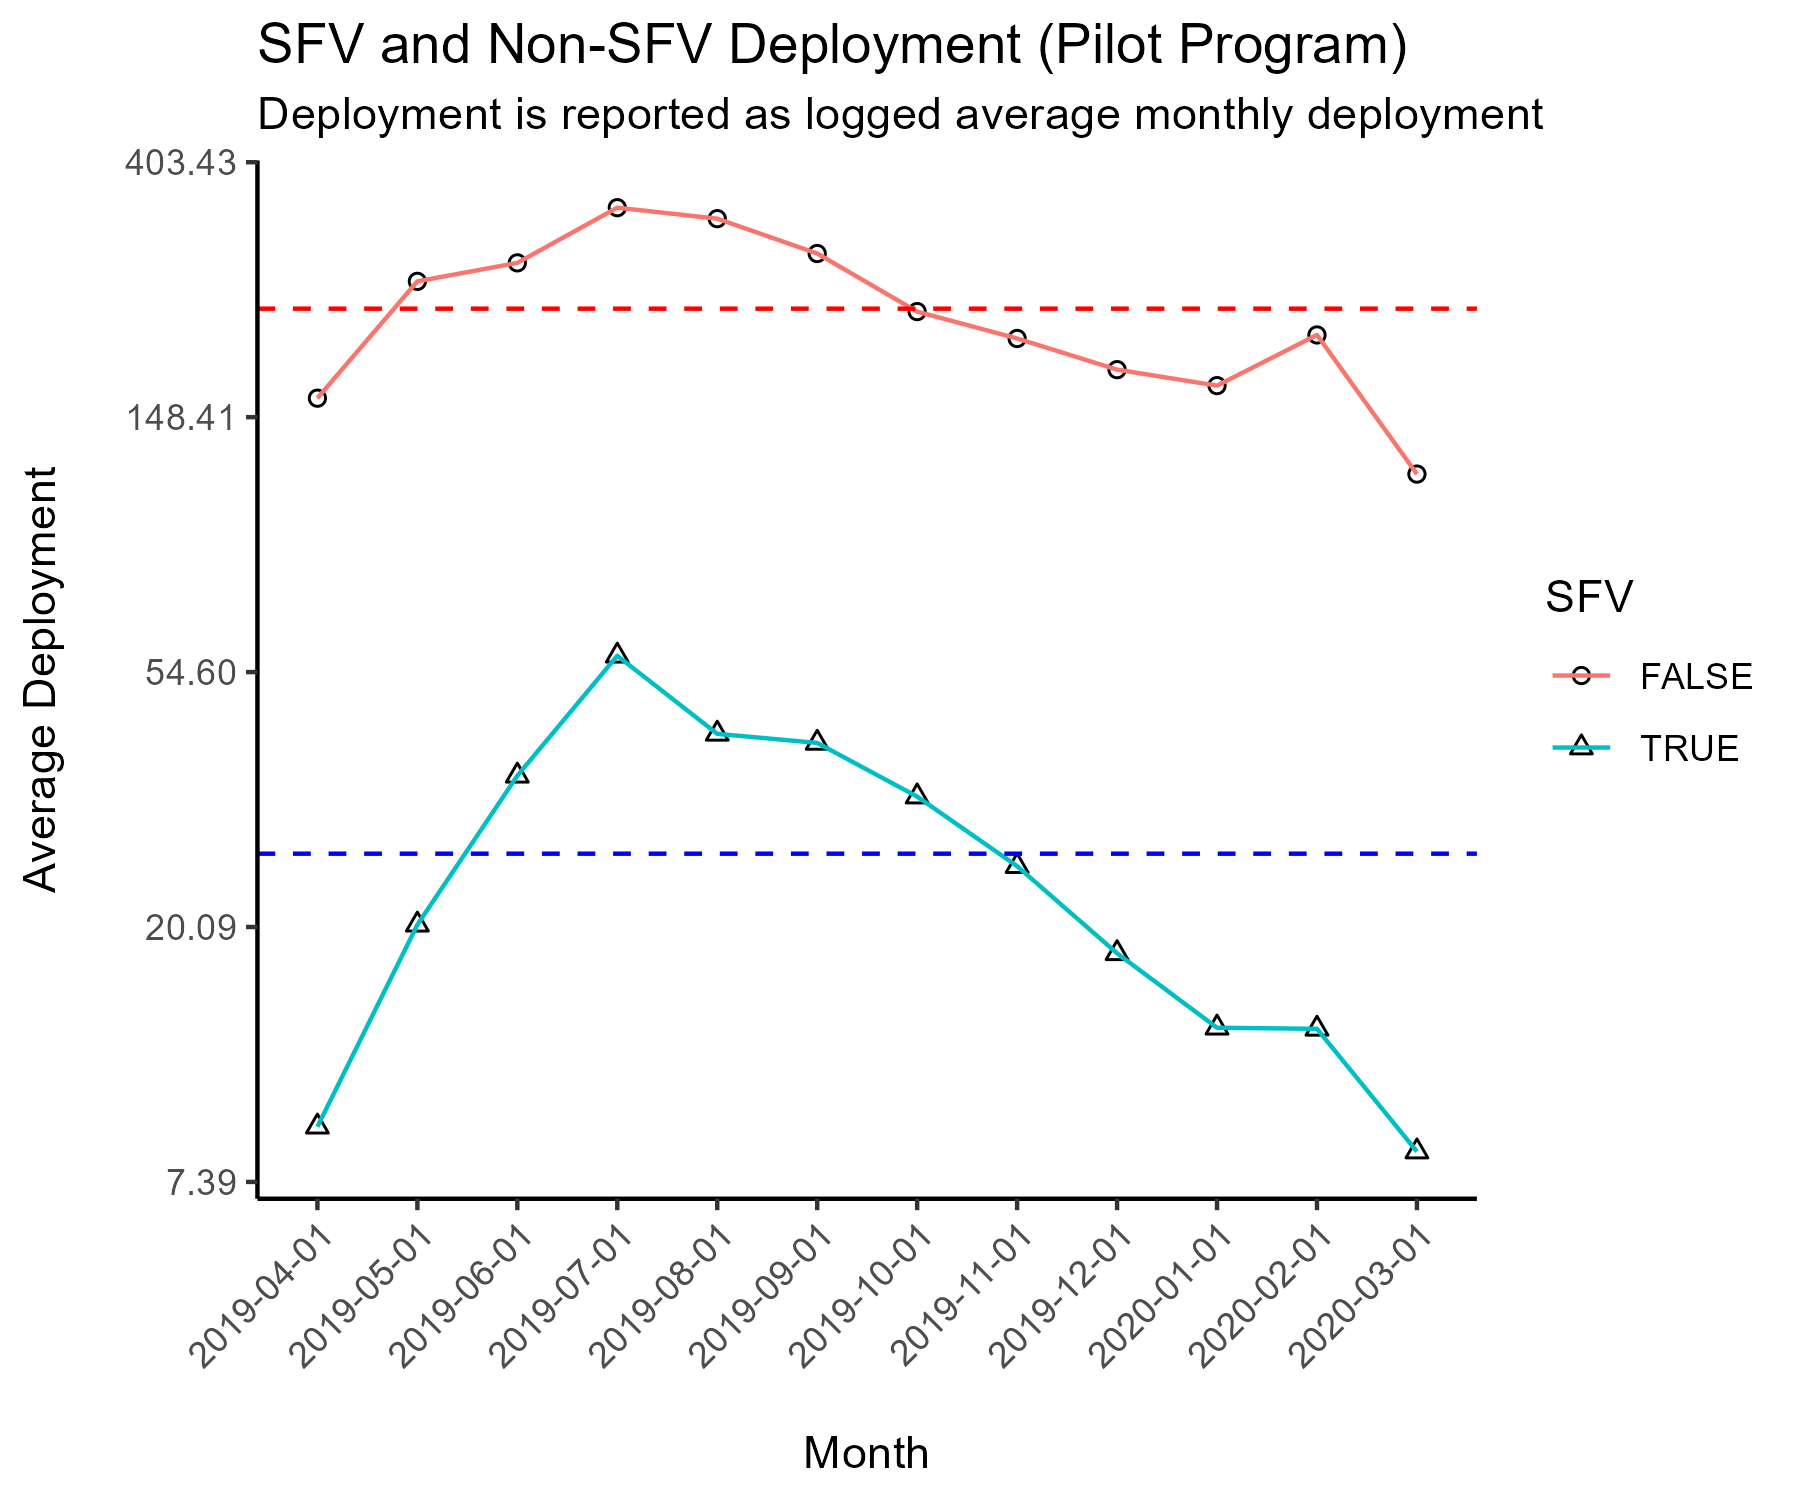 SFV and Non-SFV Deployment (Pilot Program)
Deployment is reported as logged average monthly deployment
403.43
148.41
54.60
20.09
7.39
Average Deployment
2019-04-01
2019-05-01
2019-06-01
2019-07-01
2019-08-01
2019-09-01
2019-10-01
2019-11-01
2019-12-01
2020-01-01
2020-02-01
2020-03-01
Month
SFV
FALSE
TRUE